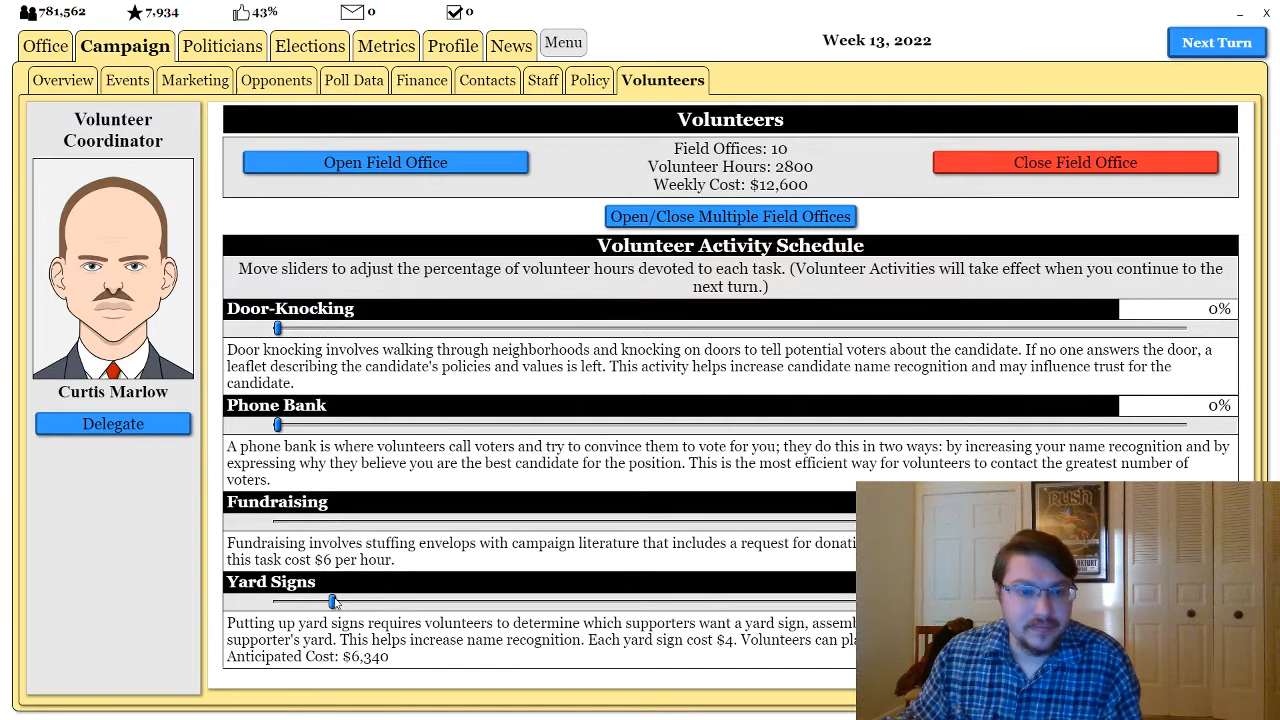 781,562 7,934 43% 0 0 _ X
Office Campaign Politicians Elections Metrics Profile News Menu Week 13, 2022 Next Turn
Overview Events Marketing Opponents Poll Data Finance Contacts Staff Policy Volunteers
Volunteer
Coordinator
Curtis Marlow
Delegate
Volunteers
Open Field Office
Field Offices: 10
Volunteer Hours: 2800
Weekly Cost: $12,600
Close Field Office
Open/Close Multiple Field Offices
Volunteer Activity Schedule
Move sliders to adjust the percentage of volunteer hours devoted to each task. (Volunteer Activities will take effect when you continue to the
next turn.)
Door-Knocking 0%
Door knocking involves walking through neighborhoods and knocking on doors to tell potential voters about the candidate. If no one answers the door, a
leaflet describing the candidate's policies and values is left. This activity helps increase candidate name recognition and may influence trust for the
candidate.
Phone Bank 0%
A phone bank is where volunteers call voters and try to convince them to vote for you; they do this in two ways: by increasing your name recognition and by
expressing why they believe you are the best candidate for the position. This is the most efficient way for volunteers to contact the greatest number of
voters.
Fundraising
Fundraising involves stuffing envelops with campaign literature that includes a request for donati
this task cost $6 per hour.
Yard Signs
Putting up yard signs requires volunteers to determine which supporters want a yard sign, assemb
supporter's yard. This helps increase name recognition. Each yard sign cost $4. Volunteers can pla
Anticipated Cost: $6,340
RUSH